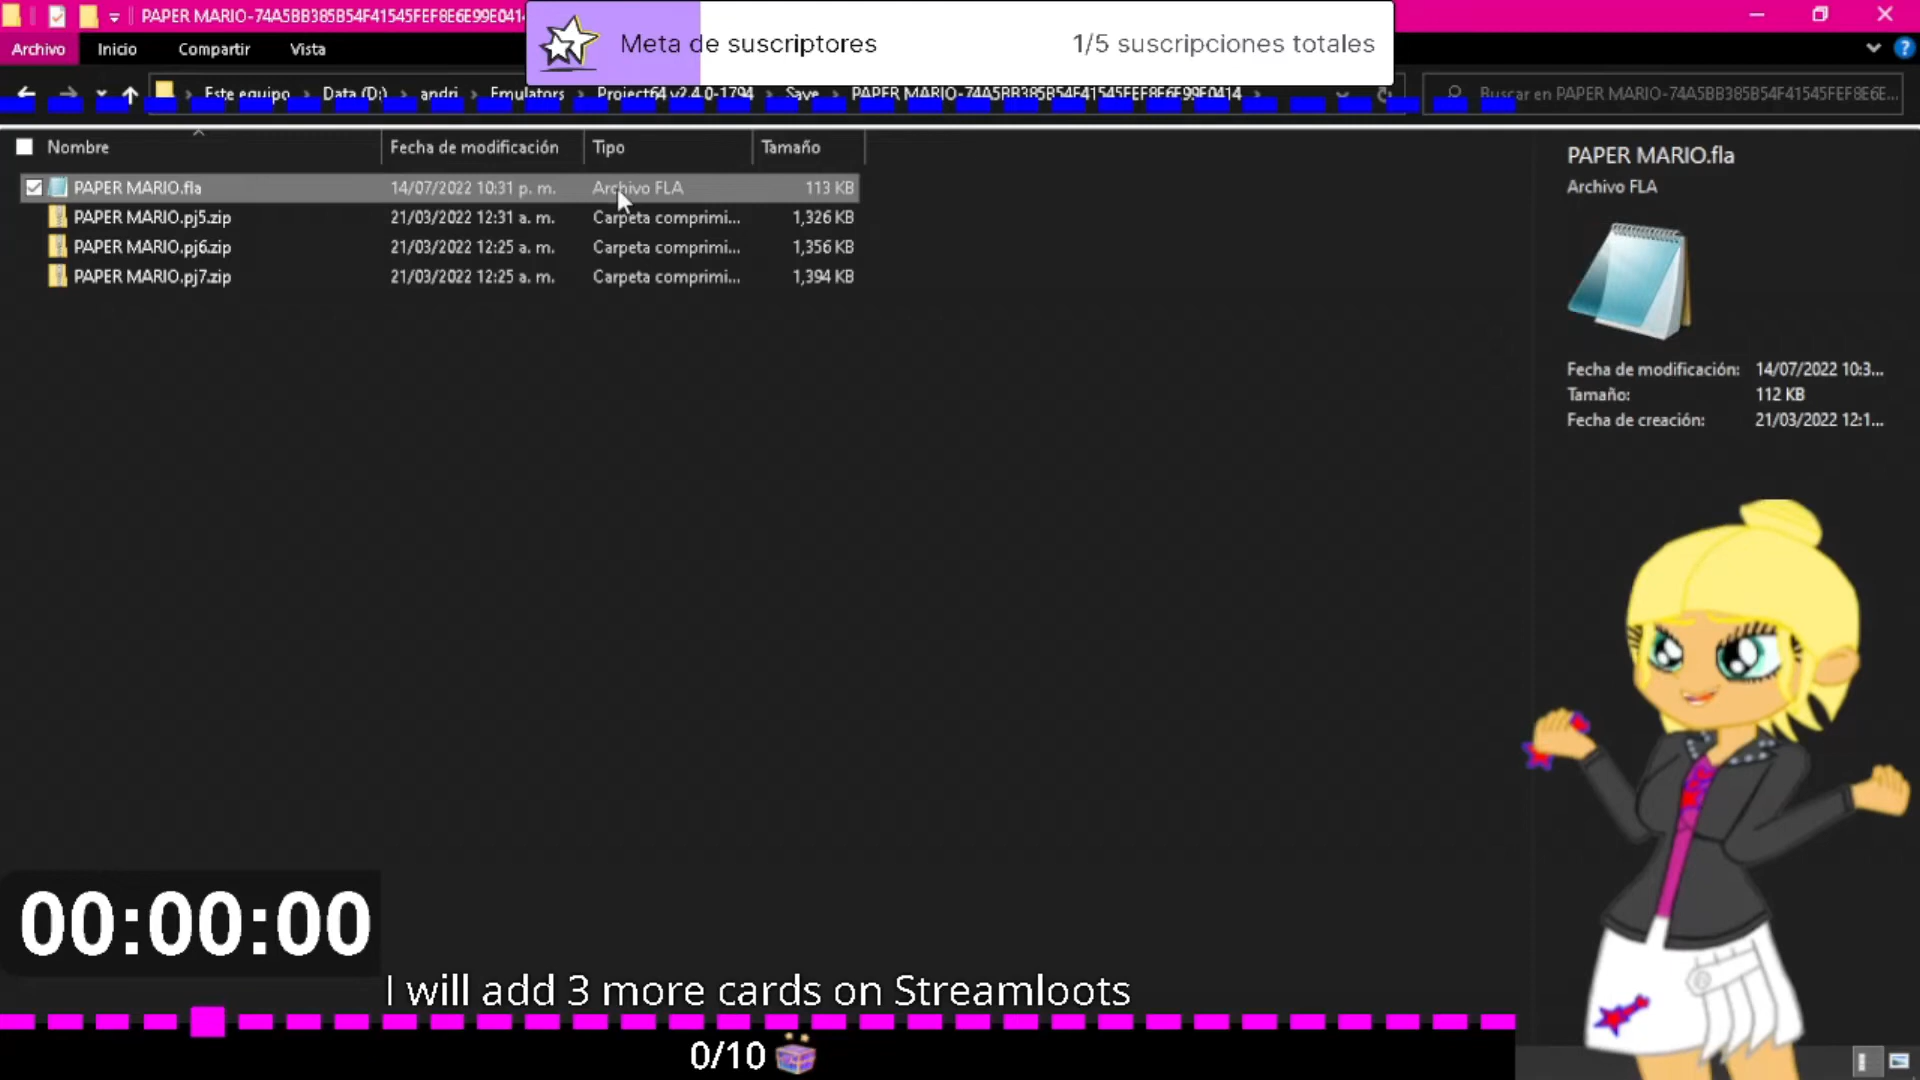 PAPER MARIO-74A5BB385B54F41545FEF8E6E99E0414
Meta de suscriptores
1/5 suscripciones totales
Archivo
Inicio
Compartir
Vista
Este equipo
Data (D:)
andri
Emulators
Project64 v2.4.0-1794
Save
PAPER MARIO-74A5BB385B54F41545FEF8E6E99E0414
Buscar en PAPER MARIO-74A5BB385B54F41545FEF8E6E...
Nombre
Fecha de modificación
Tipo
Tamaño
PAPER MARIO.fla 14/07/2022 10:31 p. m. Archivo FLA 113 KB
PAPER MARIO.pj5.zip 21/03/2022 12:31 a. m. Carpeta comprimi... 1,326 KB
PAPER MARIO.pj6.zip 21/03/2022 12:25 a. m. Carpeta comprimi... 1,356 KB
PAPER MARIO.pj7.zip 21/03/2022 12:25 a. m. Carpeta comprimi... 1,394 KB
PAPER MARIO.fla
Archivo FLA
Fecha de modificación: 14/07/2022 10:3...
Tamaño: 112 KB
Fecha de creación: 21/03/2022 12:1...
00:00:00
I will add 3 more cards on Streamloots
0/10